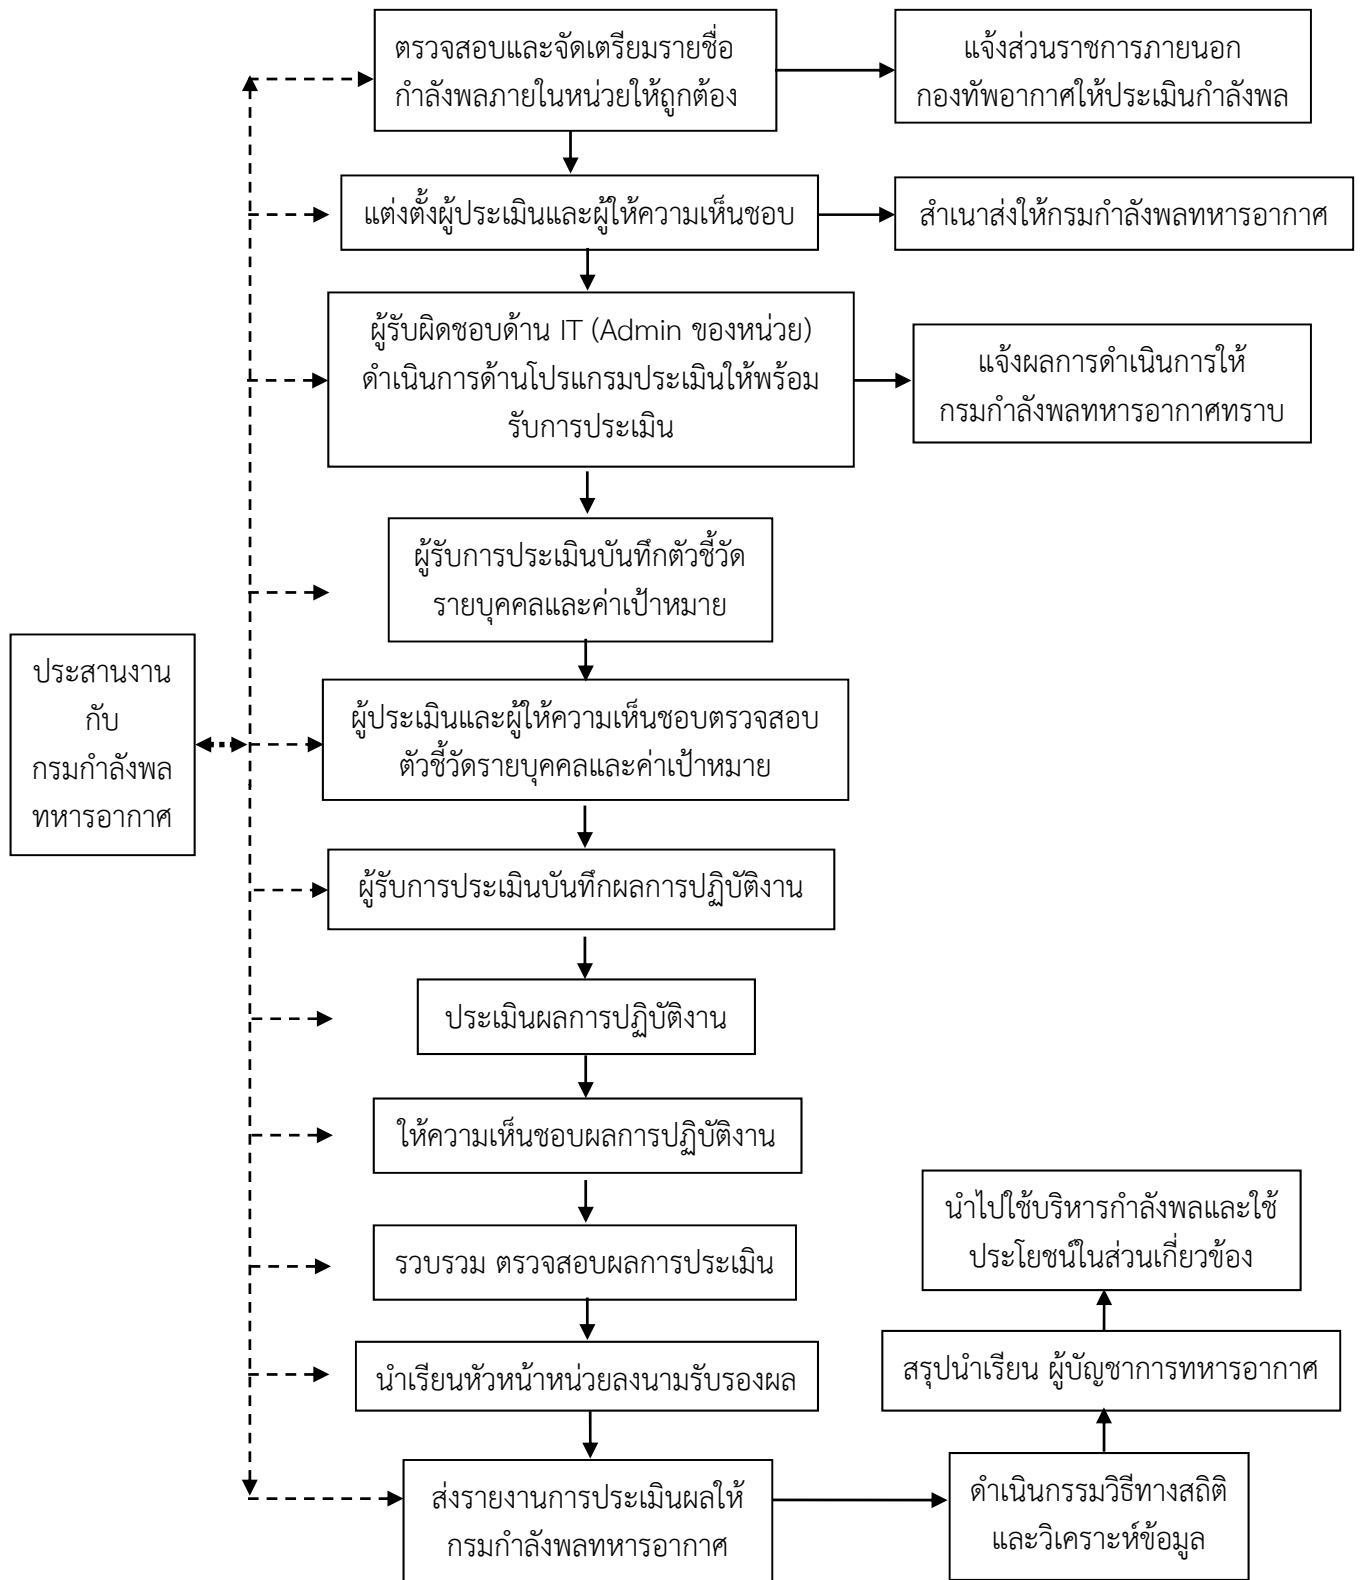 ตรวจสอบและจัดเตรียมรายชื่อ
กำลังพลภายในหน่วยให้ถูกต้อง
แจ้งส่วนราชการภายนอก
กองทัพอากาศให้ประเมินกำลังพล
แต่งตั้งผู้ประเมินและผู้ให้ความเห็นชอบ
สำเนาส่งให้กรมกำลังพลทหารอากาศ
ผู้รับผิดชอบด้าน IT (Admin ของหน่วย)
ดำเนินการด้านโปรแกรมประเมินให้พร้อม
รับการประเมิน
แจ้งผลการดำเนินการให้
กรมกำลังพลทหารอากาศทราบ
ผู้รับการประเมินบันทึกตัวชี้วัด
รายบุคคลและค่าเป้าหมาย
ประสานงาน
กับ
กรมกำลังพล
ทหารอากาศ
ผู้ประเมินและผู้ให้ความเห็นชอบตรวจสอบ
ตัวชี้วัดรายบุคคลและค่าเป้าหมาย
ผู้รับการประเมินบันทึกผลการปฏิบัติงาน
ประเมินผลการปฏิบัติงาน
ให้ความเห็นชอบผลการปฏิบัติงาน
รวบรวม ตรวจสอบผลการประเมิน
นำเรียนหัวหน้าหน่วยลงนามรับรองผล
ส่งรายงานการประเมินผลให้
กรมกำลังพลทหารอากาศ
นำไปใช้บริหารกำลังพลและใช้
ประโยชน์ในส่วนเกี่ยวข้อง
สรุปนำเรียน ผู้บัญชาการทหารอากาศ
ดำเนินกรรมวิธีทางสถิติ
และวิเคราะห์ข้อมูล